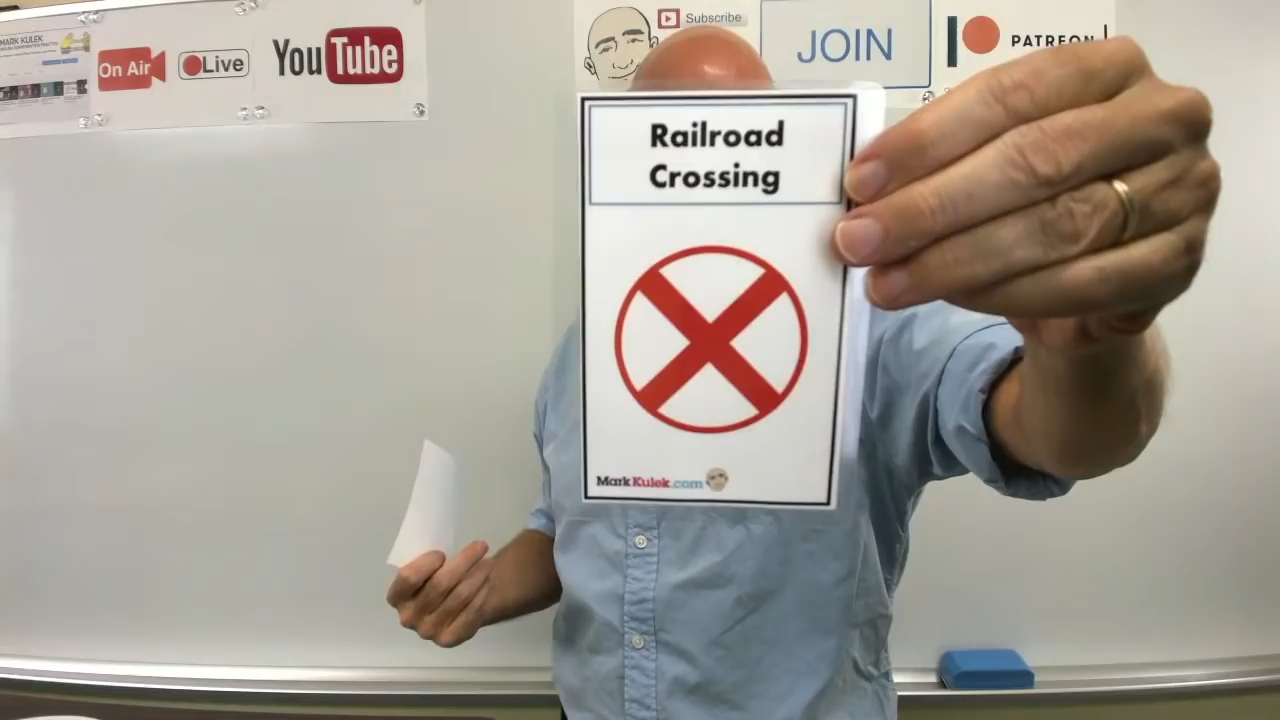 MARK KULEK
On Air
Live
YouTube
Subscribe
JOIN
PATREON
Railroad
Crossing
MarkKulek.com